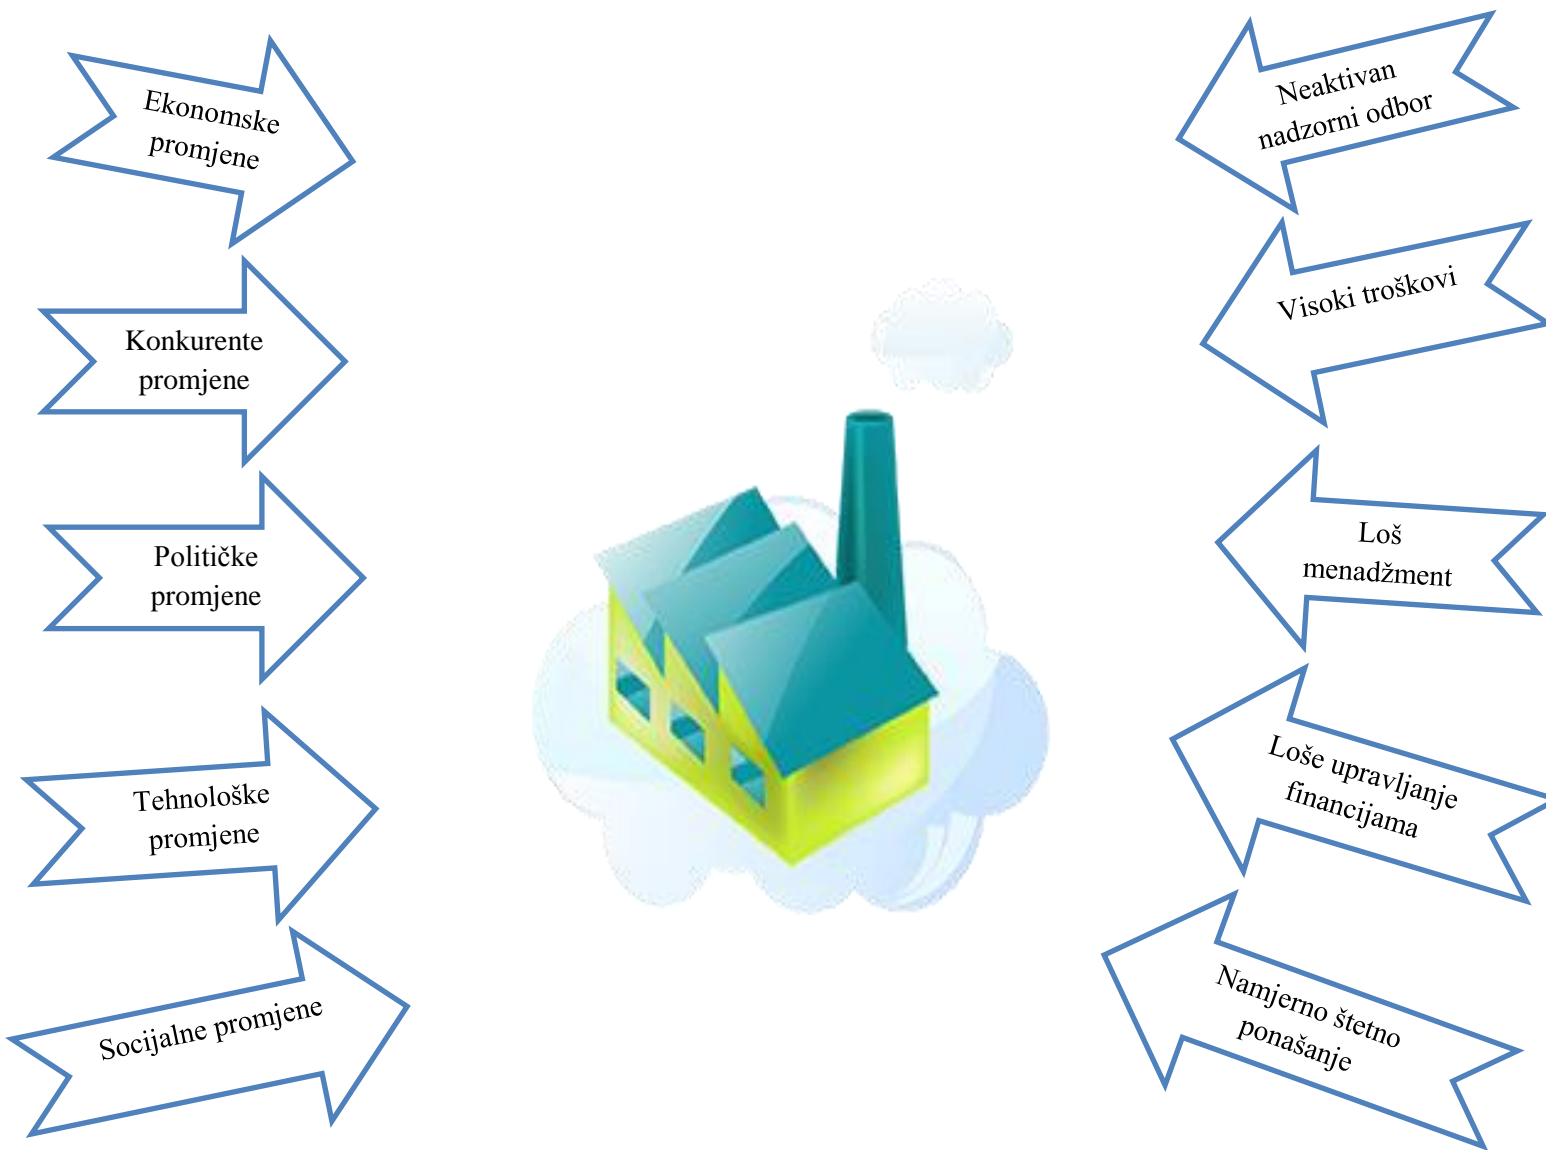 Ekonomske
promjene
Konkurente
promjene
Političke
promjene
Tehnološke
promjene
Socijalne promjene
Neaktivan
nadzorni odbor
Visoki troškovi
Loš
menadžment
Loše upravljanje
financijama
Namjerno štetno
ponašanje